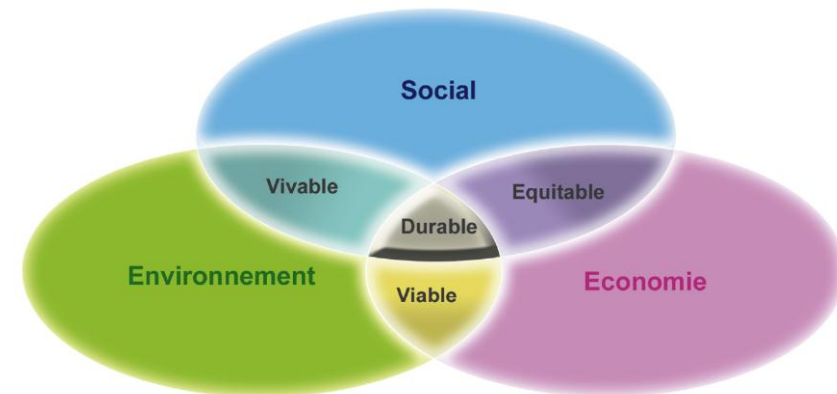 Social
Vivable
Equitable
Durable
Environnement
Economie
Viable